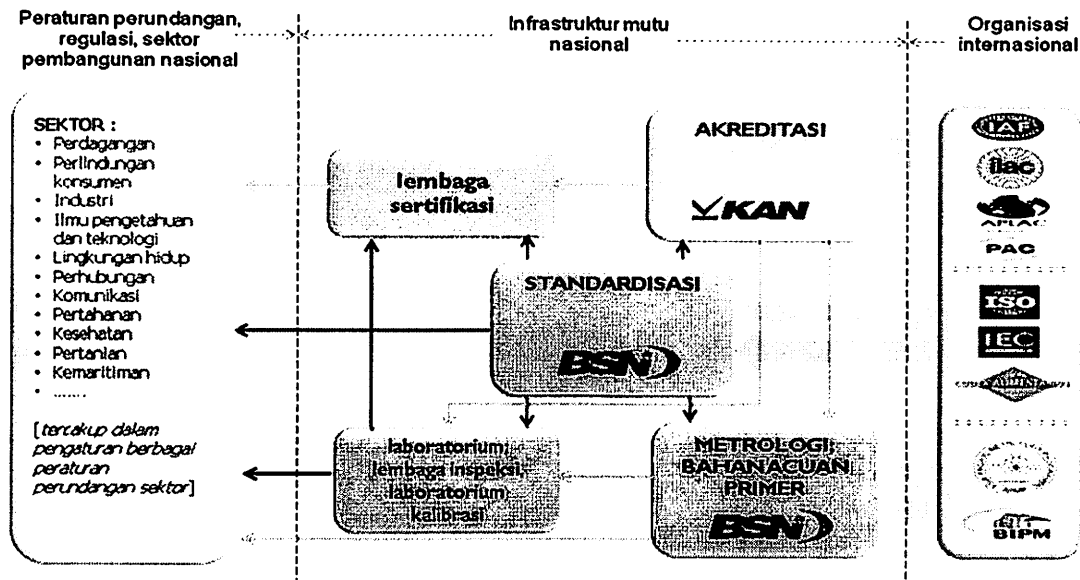 Peraturan perundangan,
regulasi, sektor
pembangunan nasional
Infrastruktur mutu
nasional
Organisasi
internasional
SEKTOR :
• Perdagangan
• Perlindungan
konsumen
• Industri
• Ilmu pengetahuan
dan teknologi
• Lingkungan hidup
• Perhubungan
• Komunikasi
• Pertahanan
• Kesehatan
• Pertanian
• Kemaritiman
• .......
[tercakup dalam
pengaturan berbagai
peraturan
perundangan sektor]
lembaga
sertifikasi
AKREDITASI
KAN
STANDARDISASI
BSN
laboratorium,
lembaga inspeksi,
laboratorium
kalibrasi
METROLOGI;
BAHAN ACUAN
PRIMER
BSN
IAF
ilac
APLAC
PAC
ISO
IEC
BIPM